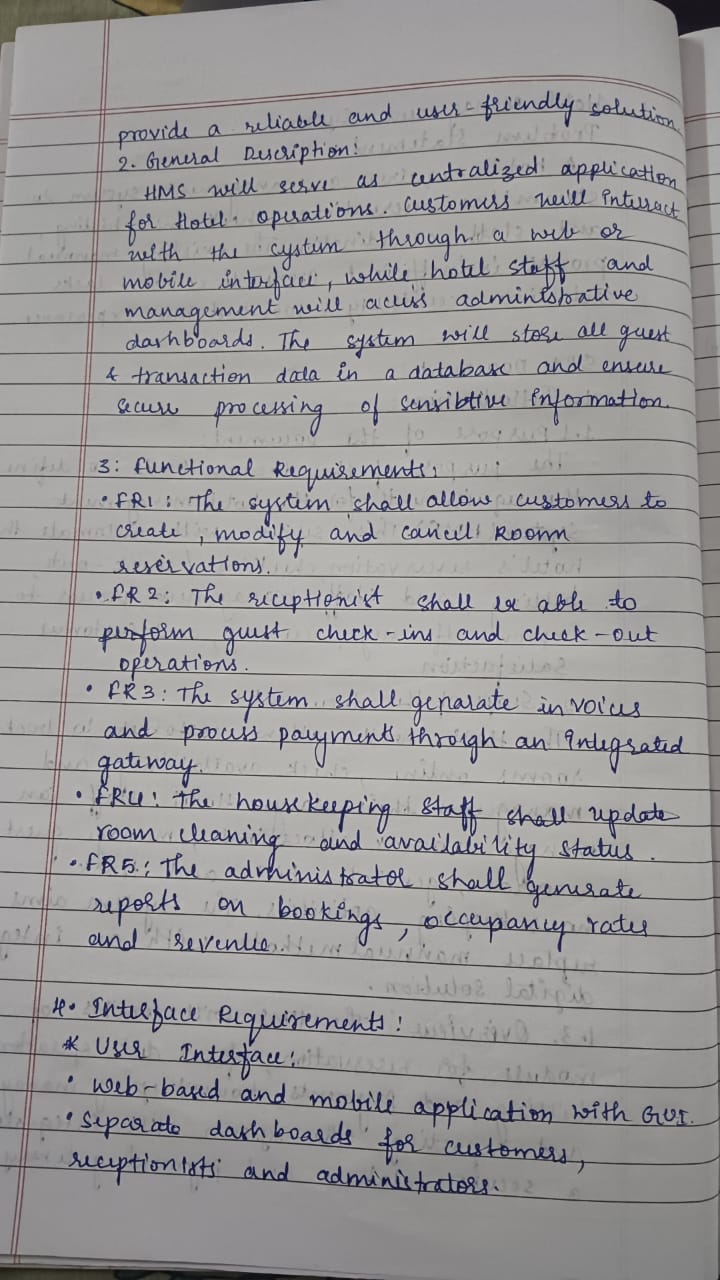 provide a reliable and user-friendly solution.
2. General Description:
HMS will serve as centralized application
for Hotel operations. Customers will Interract
with the cystem through a web or
mobile interface, while hotel staff and
management will access administrative
dashboards. The system will store all guest
& transaction data in a database and ensure
secure processing of sensibtive Information.
3: Functional Requirements:
• FR1: The system shall allow customers to
create, modify and cancel Room
reservations.
• FR2: The receptionist shall be able to
perform guest check-ins and check-out
operations.
• FR3: The system shall genarate invoices
and process payments through an Integrated
gateway.
• FR4: The housekeeping staff shall update
room cleaning and availability status.
• FR5: The administrator shall generate
reports on bookings, occupancy rates
and revenue.
4. Interface Requirements:
* User Interface:
• Web-based and mobile application with GUI.
• Separate dashboards for customers,
receptionists and administrators.